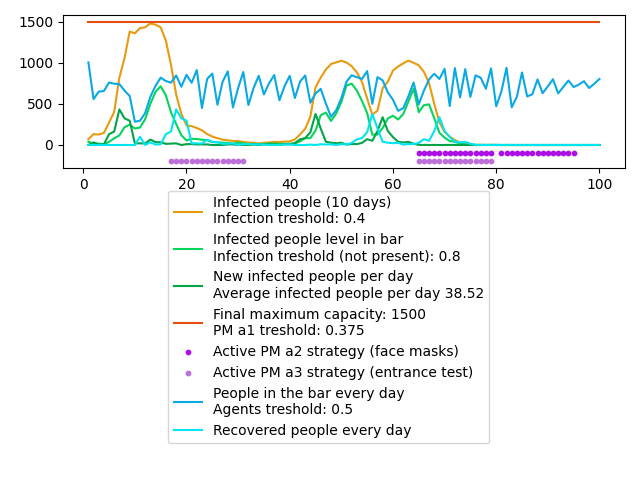 1500
1000
500
0
0
20
40
60
80
100
Infected people (10 days)
Infection treshold: 0.4
Infected people level in bar
Infection treshold (not present): 0.8
New infected people per day
Average infected people per day 38.52
Final maximum capacity: 1500
PM a1 treshold: 0.375
Active PM a2 strategy (face masks)
Active PM a3 strategy (entrance test)
People in the bar every day
Agents treshold: 0.5
Recovered people every day